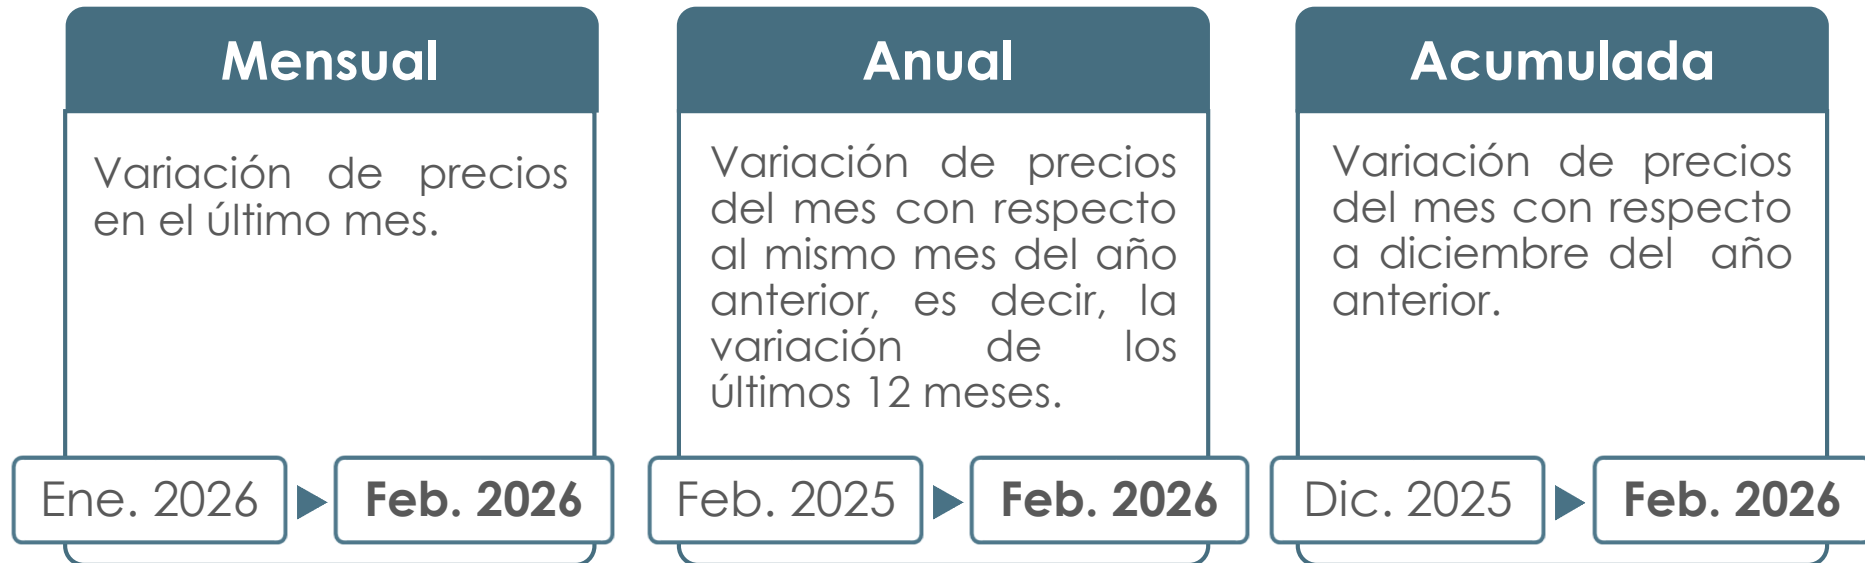 Mensual
Variación de precios
en el último mes.
Ene. 2026
Feb. 2026
Anual
Variación de precios
del mes con respecto
al mismo mes del año
anterior, es decir, la
variación de los
últimos 12 meses.
Feb. 2025
Feb. 2026
Acumulada
Variación de precios
del mes con respecto
a diciembre del año
anterior.
Dic. 2025
Feb. 2026